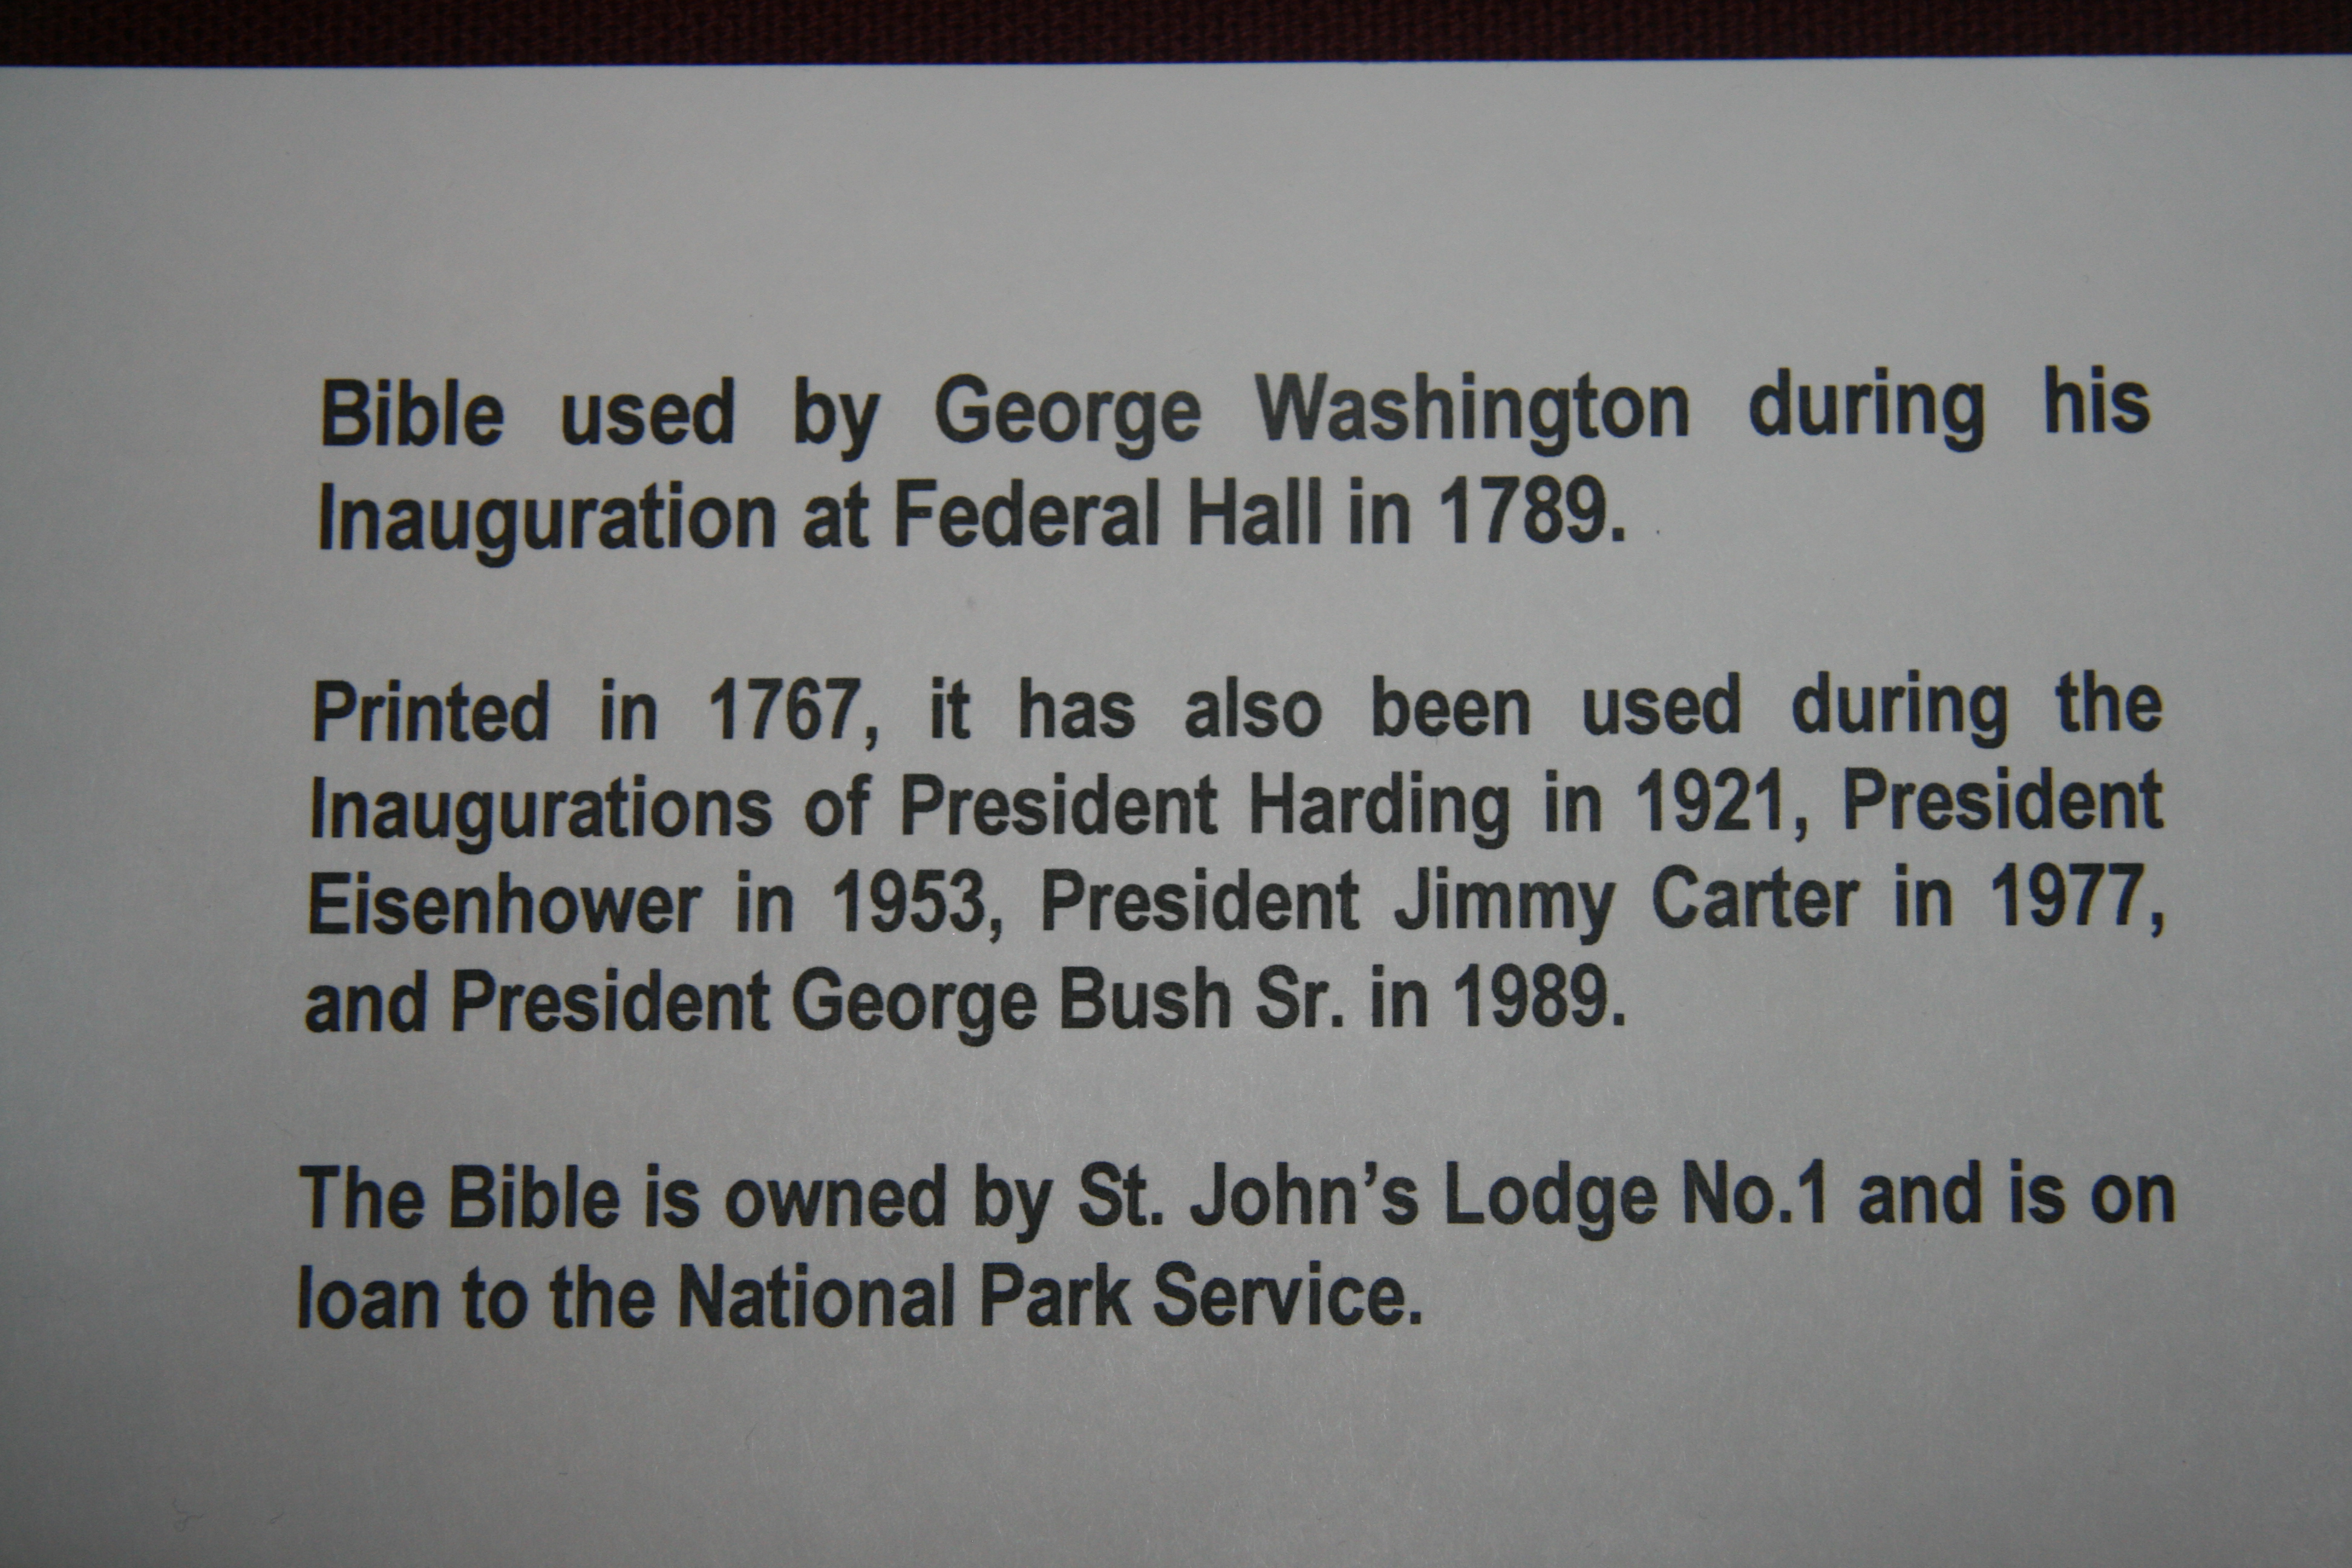 Bible used by George Washington during his
Inauguration at Federal Hall in 1789.
Printed in 1767, it has also been used during the
Inaugurations of President Harding in 1921, President
Eisenhower in 1953, President Jimmy Carter in 1977,
and President George Bush Sr. in 1989.
The Bible is owned by St. John’s Lodge No.1 and is on
loan to the National Park Service.